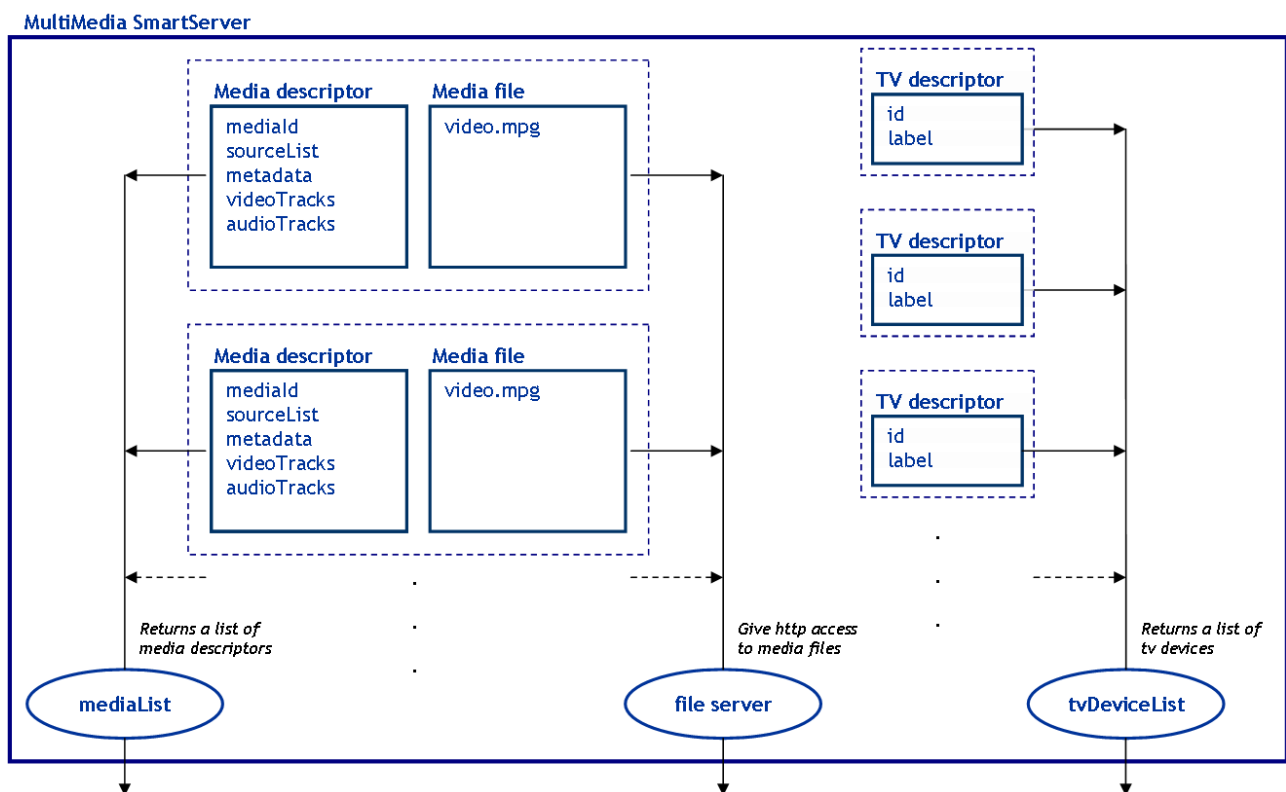 MultiMedia SmartServer
Media descriptor
mediaId
sourceList
metadata
videoTracks
audioTracks
Media file
video.mpg
TV descriptor
id
label
TV descriptor
id
label
Media descriptor
mediaId
sourceList
metadata
videoTracks
audioTracks
Media file
video.mpg
TV descriptor
id
label
Returns a list of
media descriptors
Give http access
to media files
Returns a list of
tv devices
mediaList
file server
tvDeviceList